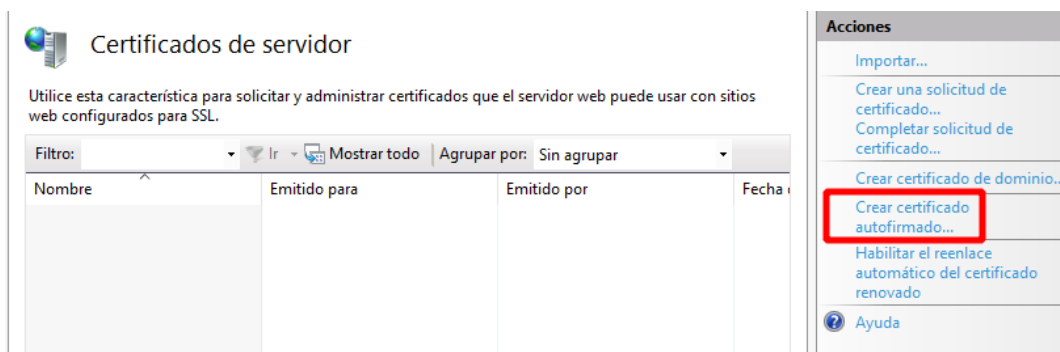 Certificados de servidor
Utilice esta característica para solicitar y administrar certificados que el servidor web puede usar con sitios
web configurados para SSL.
Filtro: Ir Mostrar todo Agrupar por: Sin agrupar
Nombre Emitido para Emitido por Fecha
Acciones
Importar...
Crear una solicitud de
certificado...
Completar solicitud de
certificado...
Crear certificado de dominio..
Crear certificado
autofirmado...
Habilitar el reenlace
automático del certificado
renovado
Ayuda